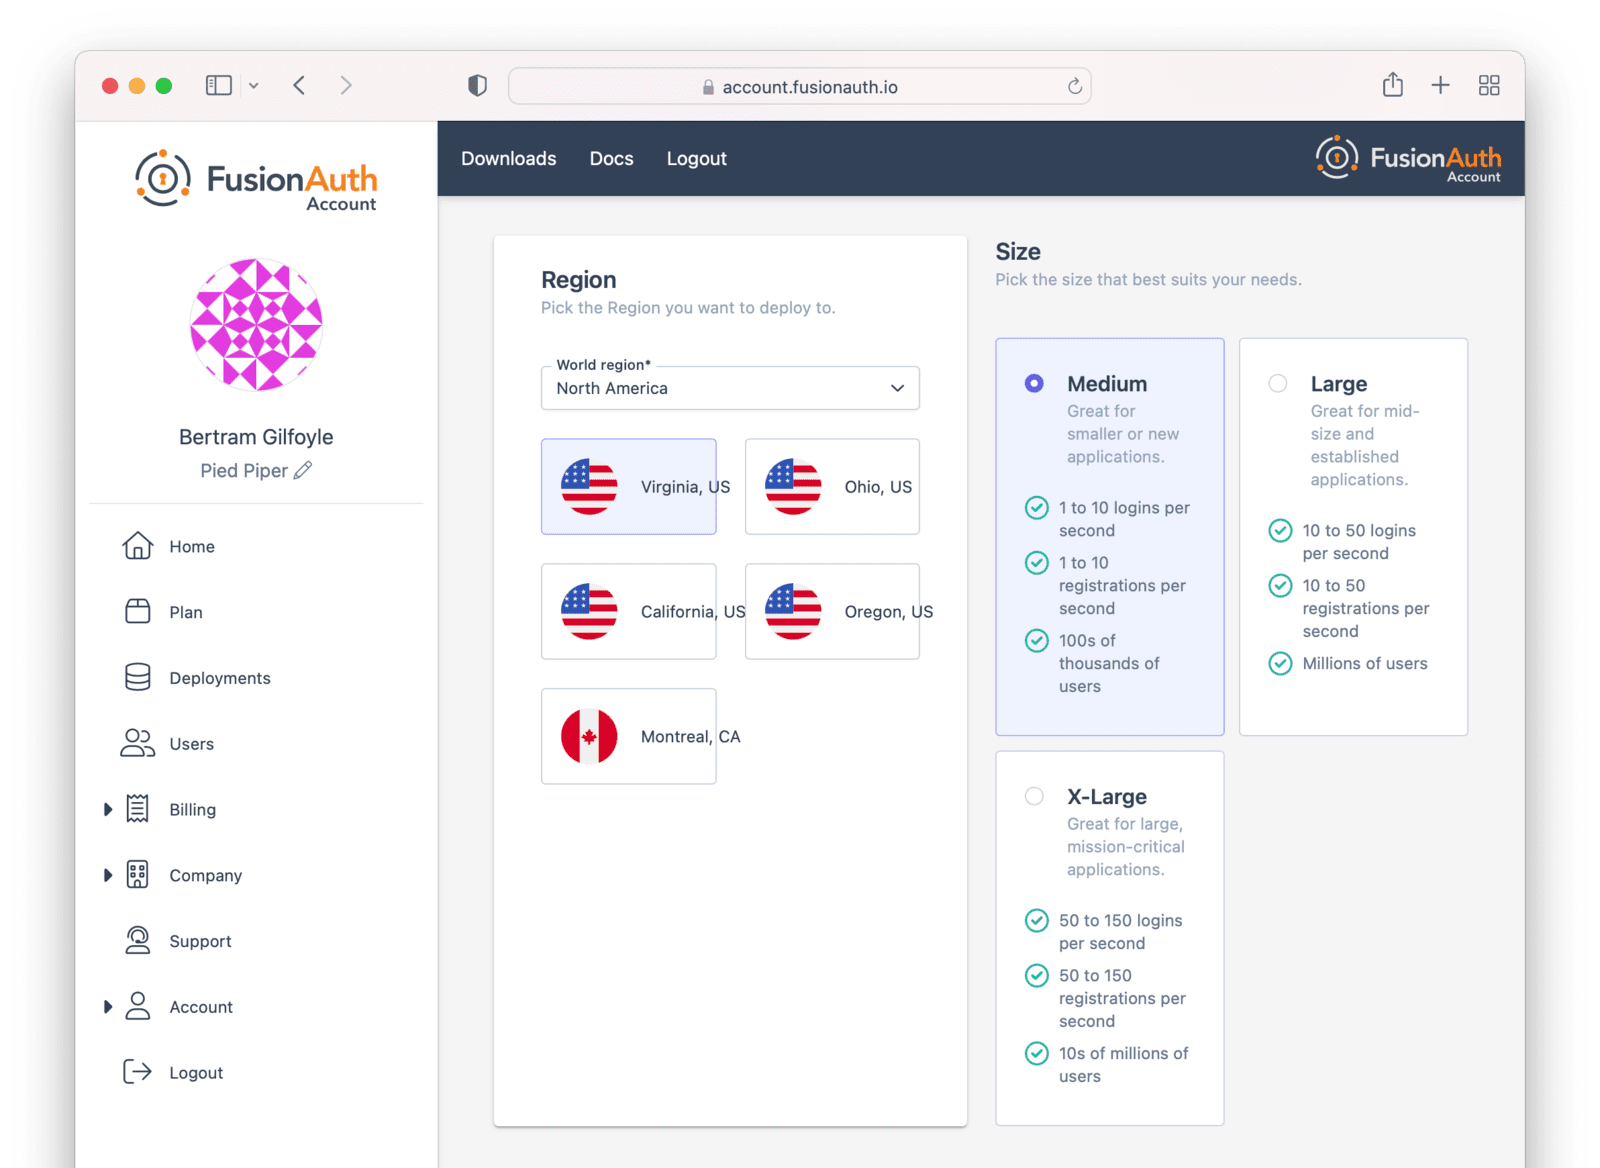 account.fusionauth.io
FusionAuth
Account
Bertram Gilfoyle
Pied Piper
Home
Plan
Deployments
Users
Billing
Company
Support
Account
Logout
Downloads
Docs
Logout
FusionAuth
Account
Region
Pick the Region you want to deploy to.
World region*
North America
Virginia, US
Ohio, US
California, US
Oregon, US
Montreal, CA
Size
Pick the size that best suits your needs.
Medium
Great for
smaller or new
applications.
1 to 10 logins per
second
1 to 10
registrations per
second
100s of
thousands of
users
Large
Great for mid-
size and
established
applications.
10 to 50 logins
per second
10 to 50
registrations per
second
Millions of users
X-Large
Great for large,
mission-critical
applications.
50 to 150 logins
per second
50 to 150
registrations per
second
10s of millions of
users